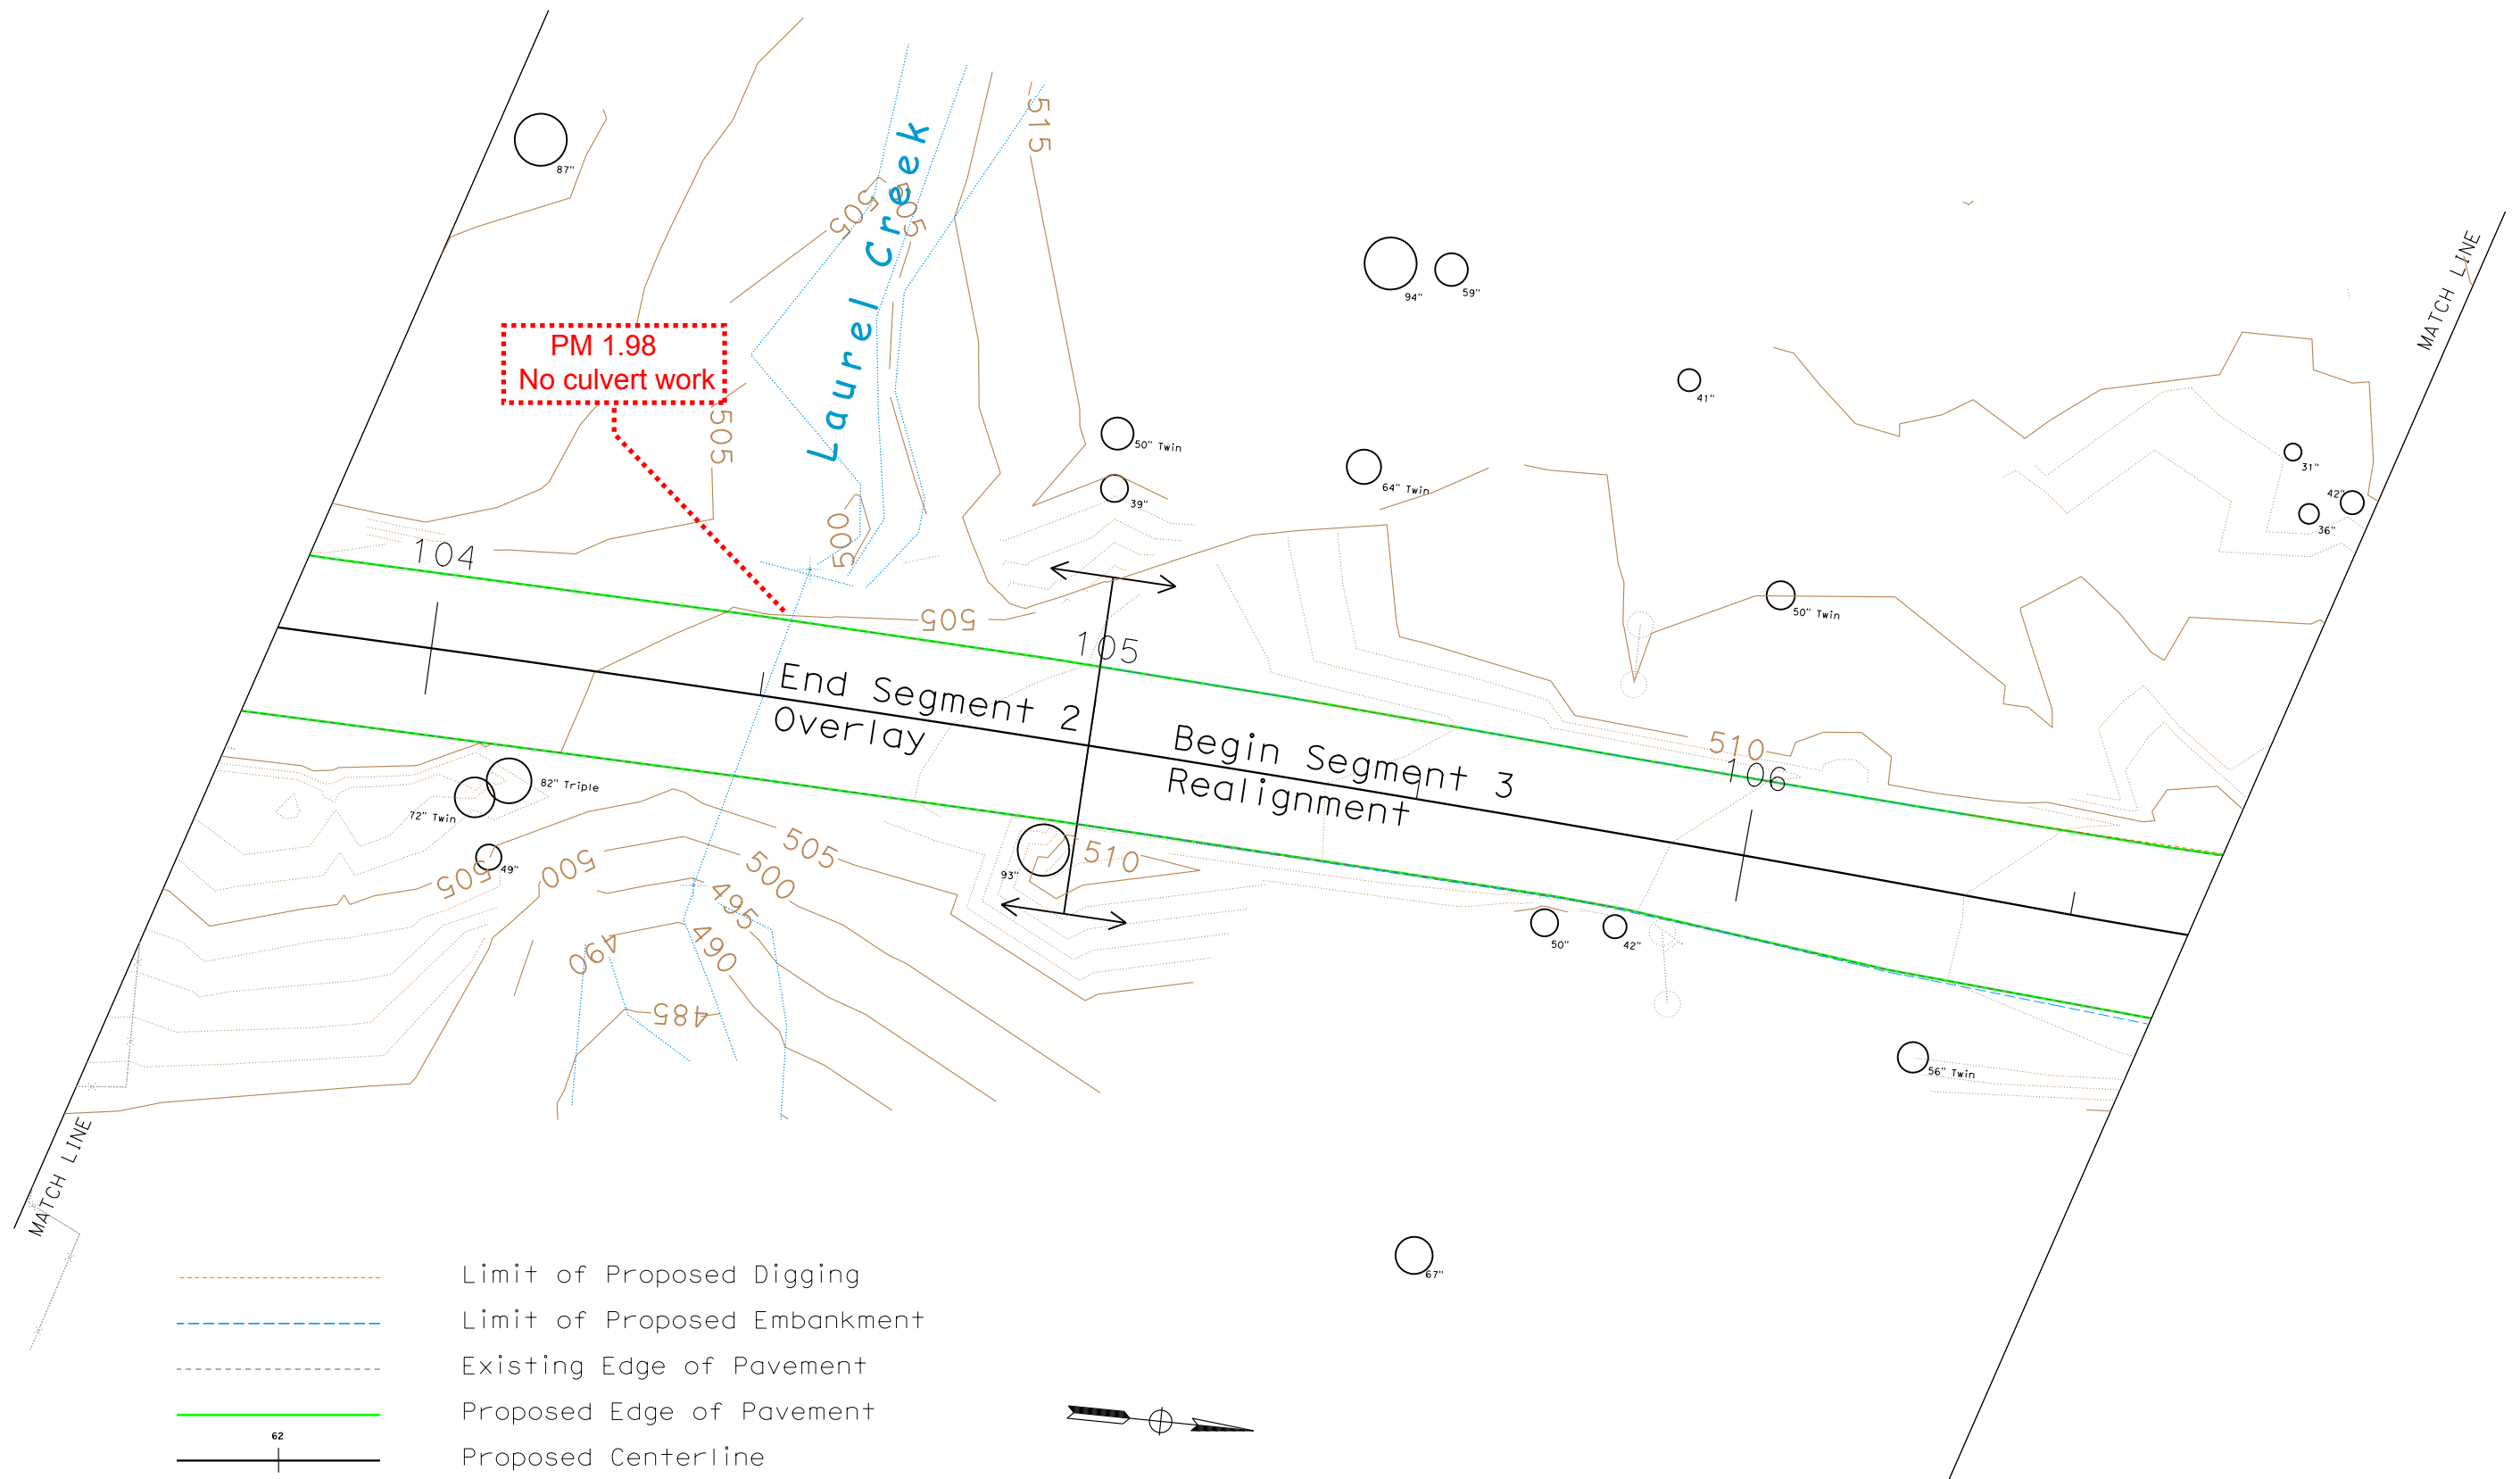 515
87"
Laurel Creek
505
505
MATCH LINE
94"
59"
PM 1.98
No culvert work
41"
505
50" Twin
64" Twin
39"
31"
42"
36"
500
104
505
50" Twin
105
End Segment 2
Overlay
Begin Segment 3
Realignment
510
106
82" Triple
72" Twin
49"
505
500
505
500
495
510
93"
490
490
485
50"
42"
56" Twin
MATCH LINE
67"
Limit of Proposed Digging
Limit of Proposed Embankment
Existing Edge of Pavement
Proposed Edge of Pavement
62
Proposed Centerline